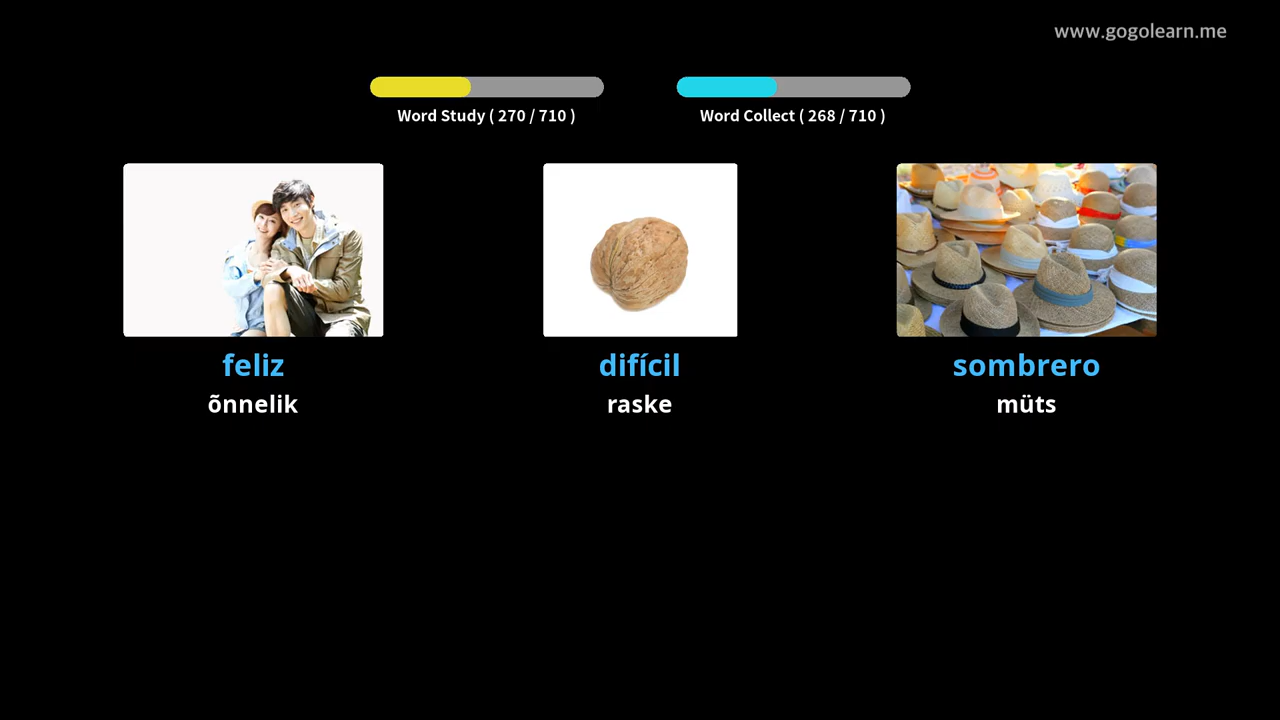 www.gogolearn.me
Word Study ( 270 / 710 )
Word Collect ( 268 / 710 )
feliz
õnnelik
difícil
raske
sombrero
müts